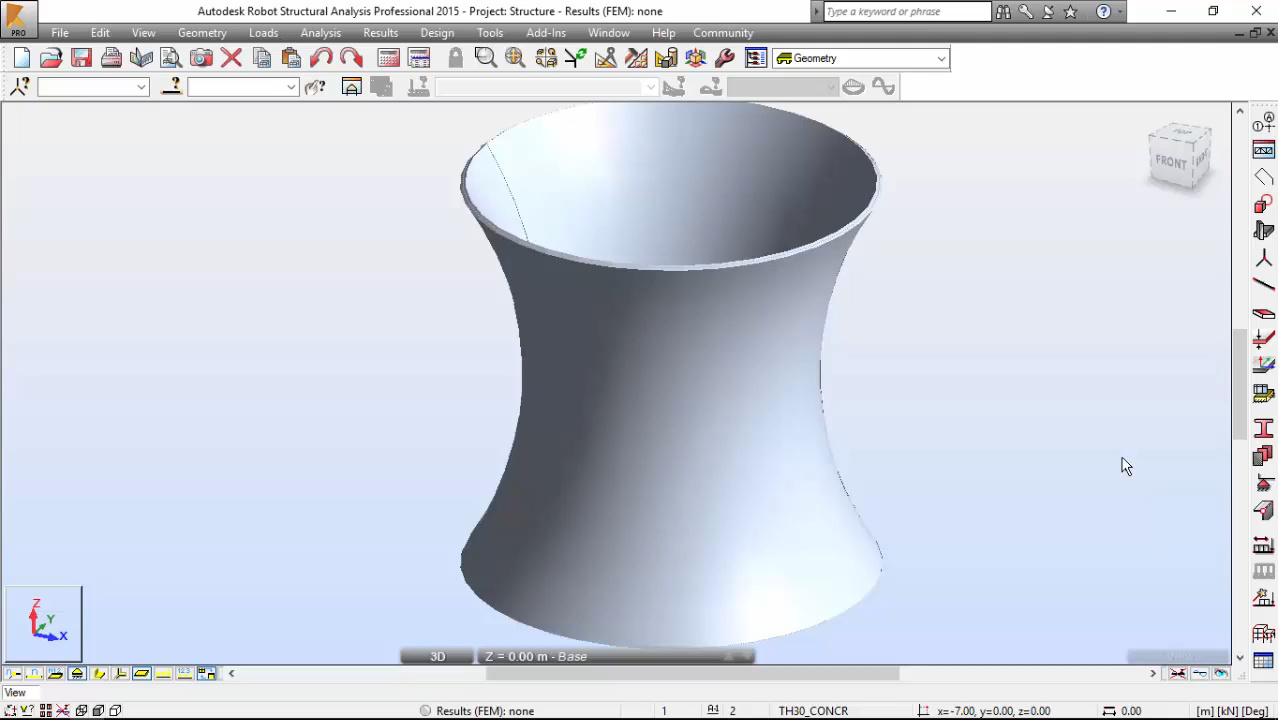 Autodesk Robot Structural Analysis Professional 2015 - Project: Structure - Results (FEM): none
Type a keyword or phrase
PRO
File Edit View Geometry Loads Analysis Results Design Tools Add-Ins Window Help Community
Geometry
TOP
FRONT
Z
Y
X
3D
Z = 0.00 m - Base
View
Results (FEM): none
1
2
TH30_CONCR
x=-7.00, y=0.00, z=0.00
0.00
[m] [kN] [Deg]